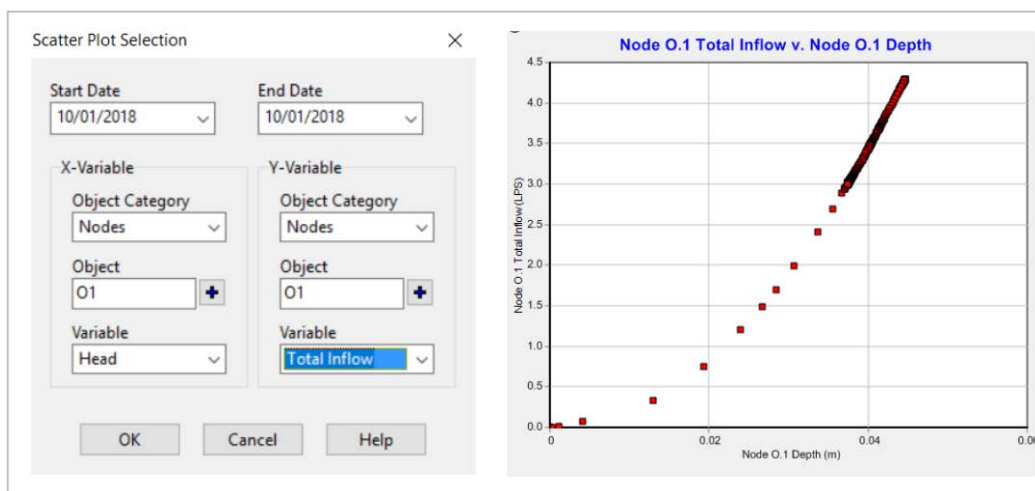 Scatter Plot Selection
Start Date
End Date
10/01/2018
10/01/2018
X-Variable
Y-Variable
Object Category
Object Category
Nodes
Nodes
Object
Object
O1
O1
Variable
Variable
Head
Total Inflow
OK
Cancel
Help
Node O.1 Total Inflow v. Node O.1 Depth
Node O.1 Total Inflow (LPS)
4.5
4.0
3.5
3.0
2.5
2.0
1.5
1.0
0.5
0.0
0
0.02
0.04
Node O.1 Depth (m)